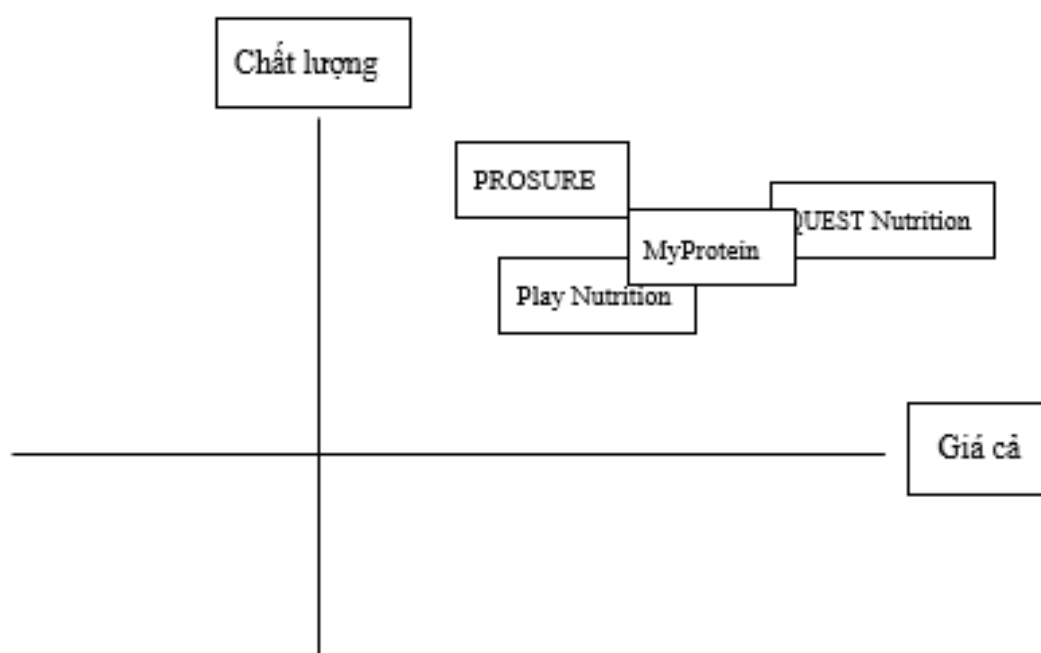 Chất lượng
PROSURE
QUEST Nutrition
MyProtein
Play Nutrition
Giá cả